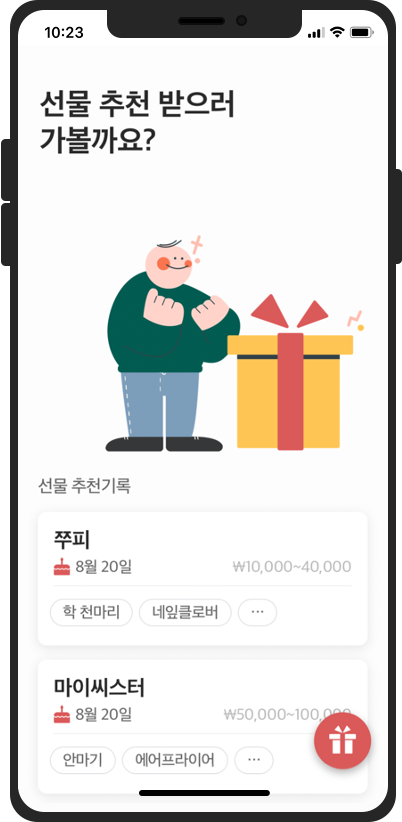 10:23
선물 추천 받으러
가볼까요?
선물 추천기록
쭈피
8월 20일 ₩10,000~40,000
학 천마리 네잎클로버 ···
마이씨스터
8월 20일 ₩50,000~100,000
안마기 에어프라이어 ···